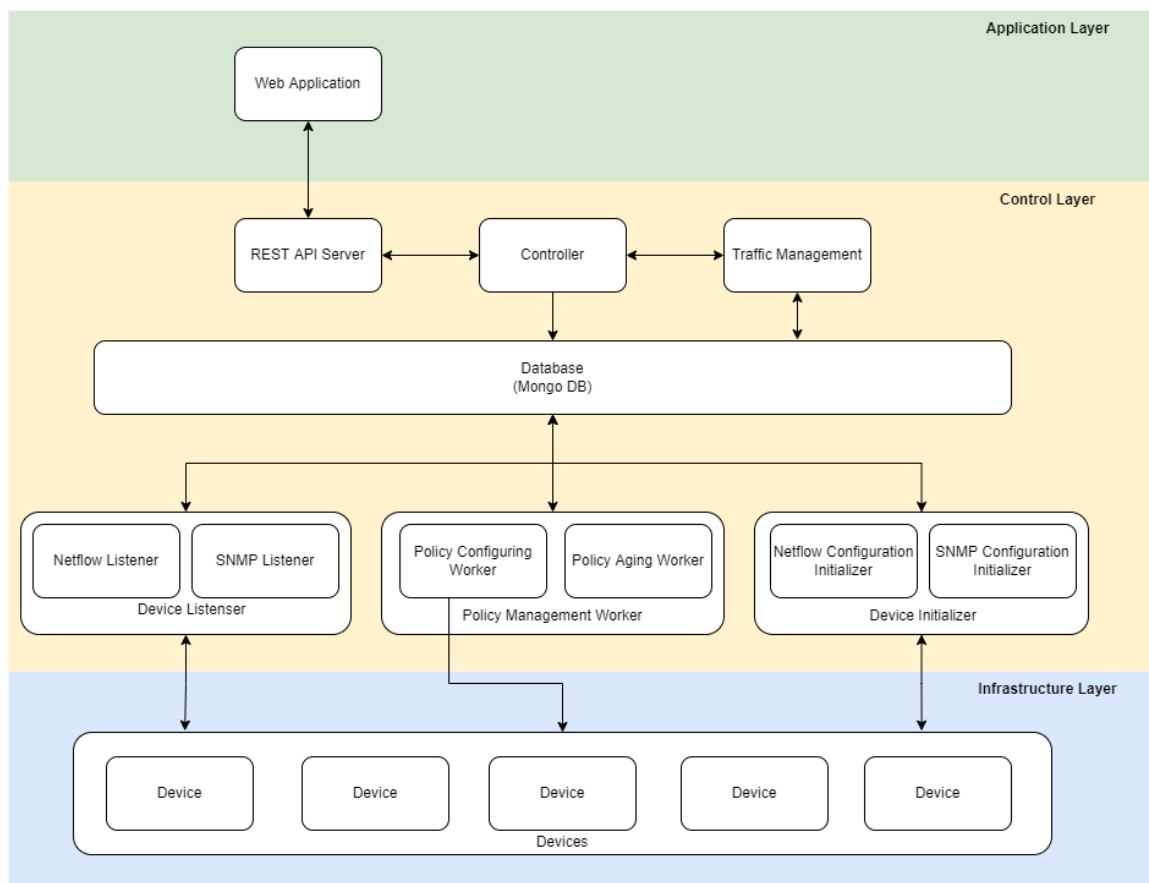 Application Layer
Web Application
Control Layer
REST API Server
Controller
Traffic Management
Database
(Mongo DB)
Netflow Listener
SNMP Listener
Device Listenser
Policy Configuring
Worker
Policy Aging Worker
Policy Management Worker
Netflow Configuration
Initializer
SNMP Configuration
Initializer
Device Initializer
Infrastructure Layer
Device
Device
Device
Device
Device
Devices